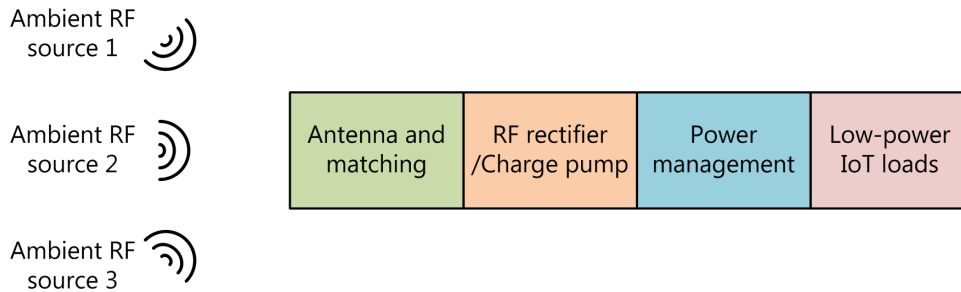 Ambient RF
source 1
Ambient RF
source 2
Antenna and
matching
RF rectifier
/Charge pump
Power
management
Low-power
IoT loads
Ambient RF
source 3